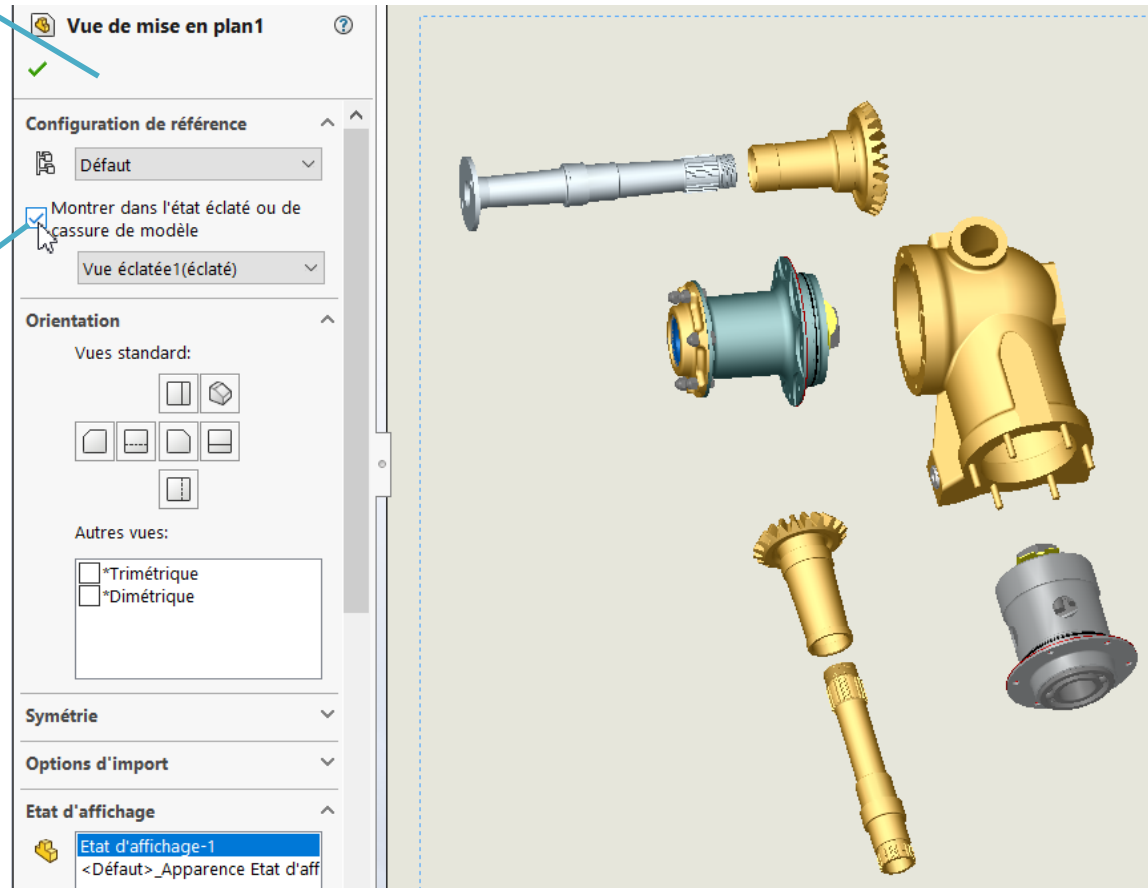 Vue de mise en plan1
Configuration de référence
Défaut
Montrer dans l'état éclaté ou de
cassure de modèle
Vue éclatée1(éclaté)
Orientation
Vues standard:
Autres vues:
*Trimétrique
*Dimétrique
Symétrie
Options d'import
Etat d'affichage
Etat d'affichage-1
<Défaut>_Apparence Etat d'aff